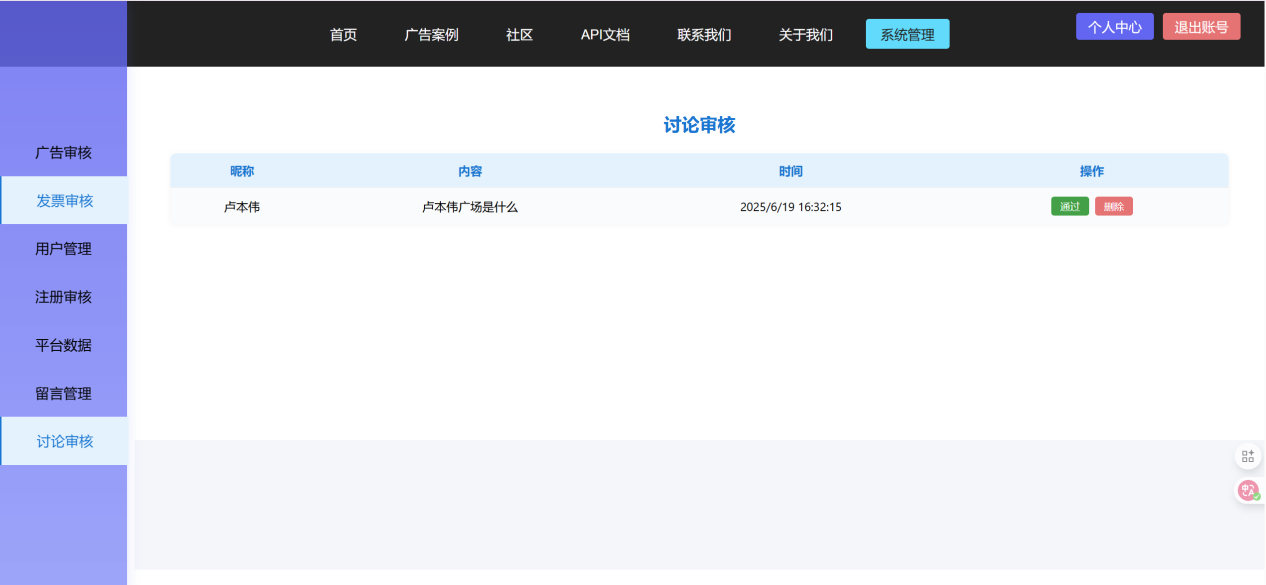 首页 广告案例 社区 API文档 联系我们 关于我们 系统管理 个人中心 退出账号
广告审核
发票审核
用户管理
注册审核
平台数据
留言管理
讨论审核
讨论审核
昵称 内容 时间 操作
卢本伟 卢本伟广场是什么 2025/6/19 16:32:15 通过 删除